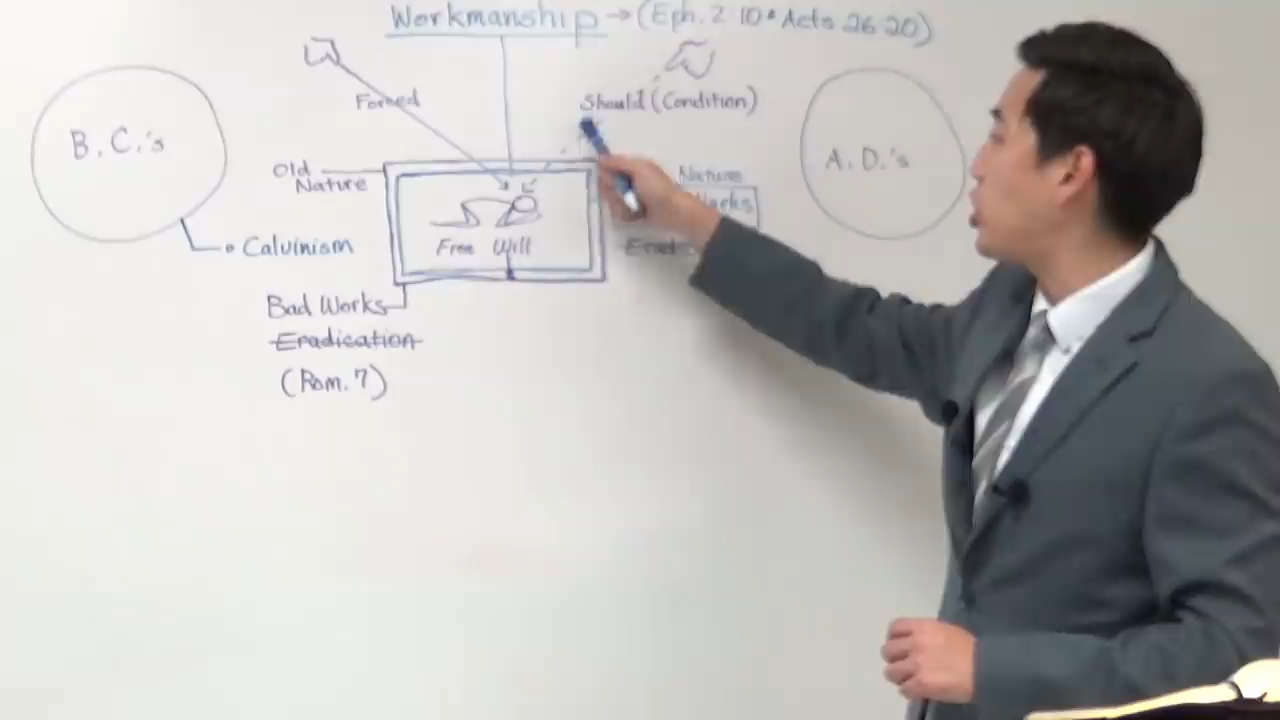 Workmanship → (Eph. 2:10 • Acts 26:20)
Forced
Should (Condition)
B. C.'s
A. D.'s
Old
Nature
Nature
Works
Free Will
• Calvinism
Bad Works
Eradication
(Rom. 7)